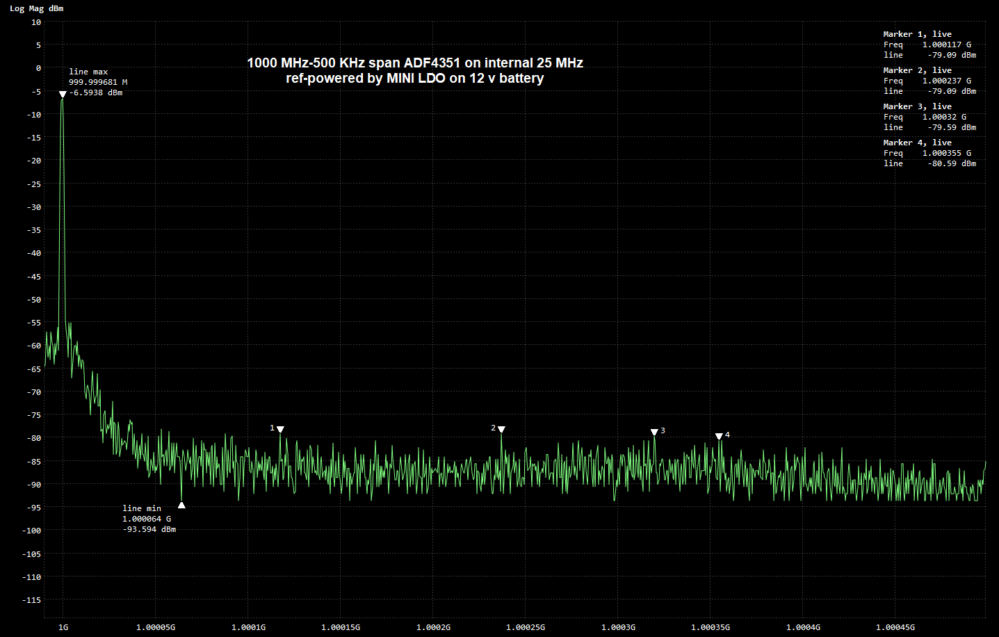 Log Mag dBm
10
5
0
-5
-10
-15
-20
-25
-30
-35
-40
-45
-50
-55
-60
-65
-70
-75
-80
-85
-90
-95
-100
-105
-110
-115
line max
999.999681 M
-6.5938 dBm
1000 MHz-500 KHz span ADF4351 on internal 25 MHz
ref-powered by MINI LDO on 12 v battery
Marker 1, live
Freq 1.000117 G
line -79.09 dBm
Marker 2, live
Freq 1.000237 G
line -79.09 dBm
Marker 3, live
Freq 1.00032 G
line -79.59 dBm
Marker 4, live
Freq 1.000355 G
line -80.59 dBm
1
2
3
4
line min
1.000064 G
-93.594 dBm
1G
1.00005G
1.0001G
1.00015G
1.0002G
1.00025G
1.0003G
1.00035G
1.0004G
1.00045G